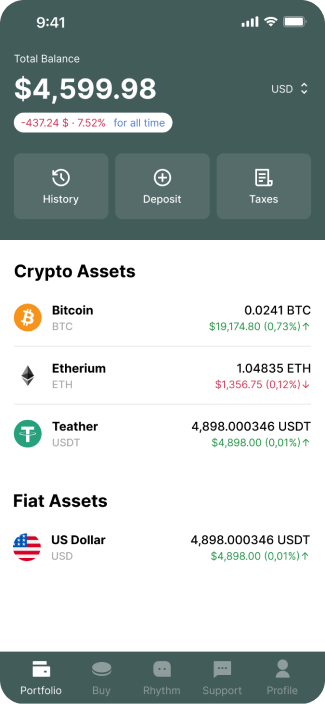 9:41
Total Balance
$4,599.98
USD
-437.24 $ · 7.52% for all time
History
Deposit
Taxes
Crypto Assets
Bitcoin
0.0241 BTC
BTC
$19,174.80 (0,73%)↑
Etherium
1.04835 ETH
ETH
$1,356.75 (0,12%)↓
Teather
4,898.000346 USDT
USDT
$4,898.00 (0,01%)↑
Fiat Assets
US Dollar
4,898.000346 USDT
USD
$4,898.00 (0,01%)↑
Portfolio
Buy
Rhythm
Support
Profile